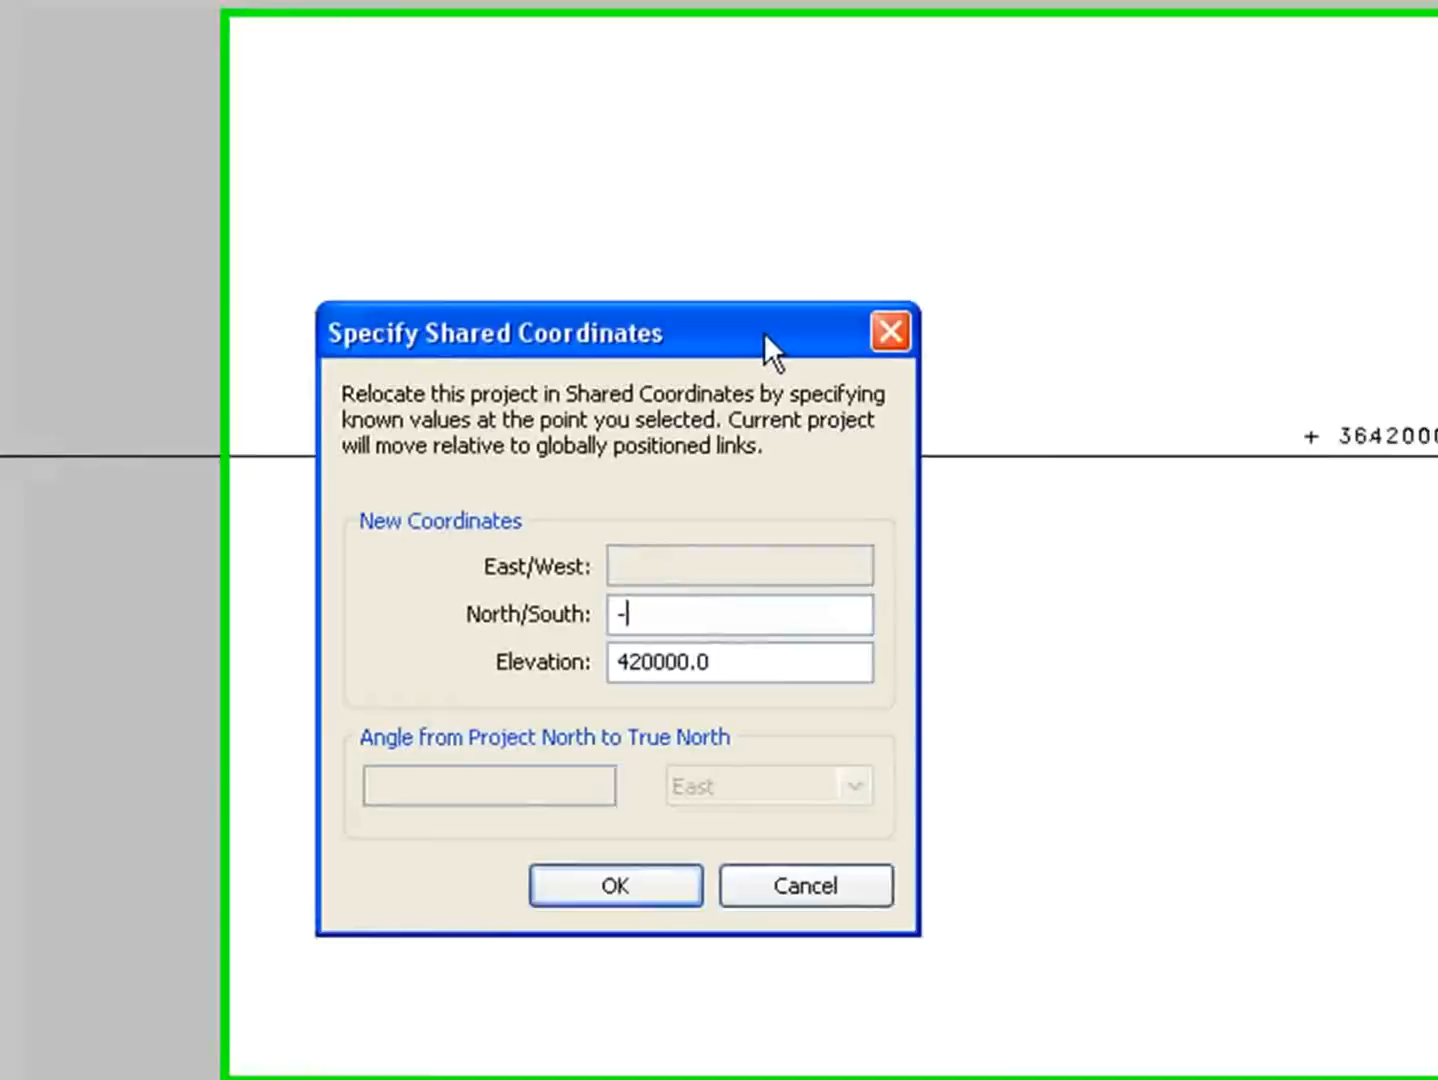 Specify Shared Coordinates
Relocate this project in Shared Coordinates by specifying
known values at the point you selected. Current project
will move relative to globally positioned links.
+ 364200
New Coordinates
East/West:
North/South: -
Elevation: 420000.0
Angle from Project North to True North
East
OK Cancel